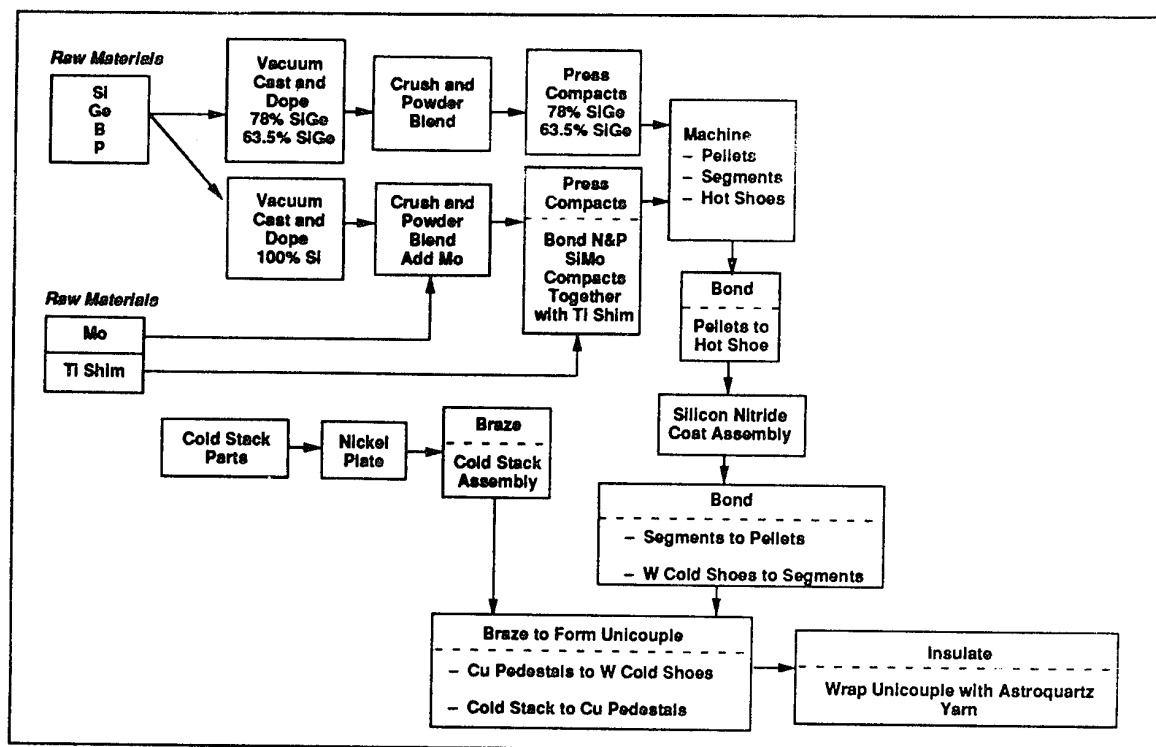 Raw Materials
Si
Ge
B
P
Vacuum
Cast and
Dope
78% SiGe
63.5% SiGe
Crush and
Powder
Blend
Press
Compacts
78% SiGe
63.5% SiGe
Machine
– Pellets
– Segments
– Hot Shoes
Vacuum
Cast and
Dope
100% Si
Crush and
Powder
Blend
Add Mo
Press
Compacts
Bond N&P
SiMo
Compacts
Together
with Ti Shim
Raw Materials
Mo
Ti Shim
Bond
Pellets to
Hot Shoe
Silicon Nitride
Coat Assembly
Cold Stack
Parts
Nickel
Plate
Braze
Cold Stack
Assembly
Bond
– Segments to Pellets
– W Cold Shoes to Segments
Braze to Form Unicouple
– Cu Pedestals to W Cold Shoes
– Cold Stack to Cu Pedestals
Insulate
Wrap Unicouple with Astroquartz
Yarn